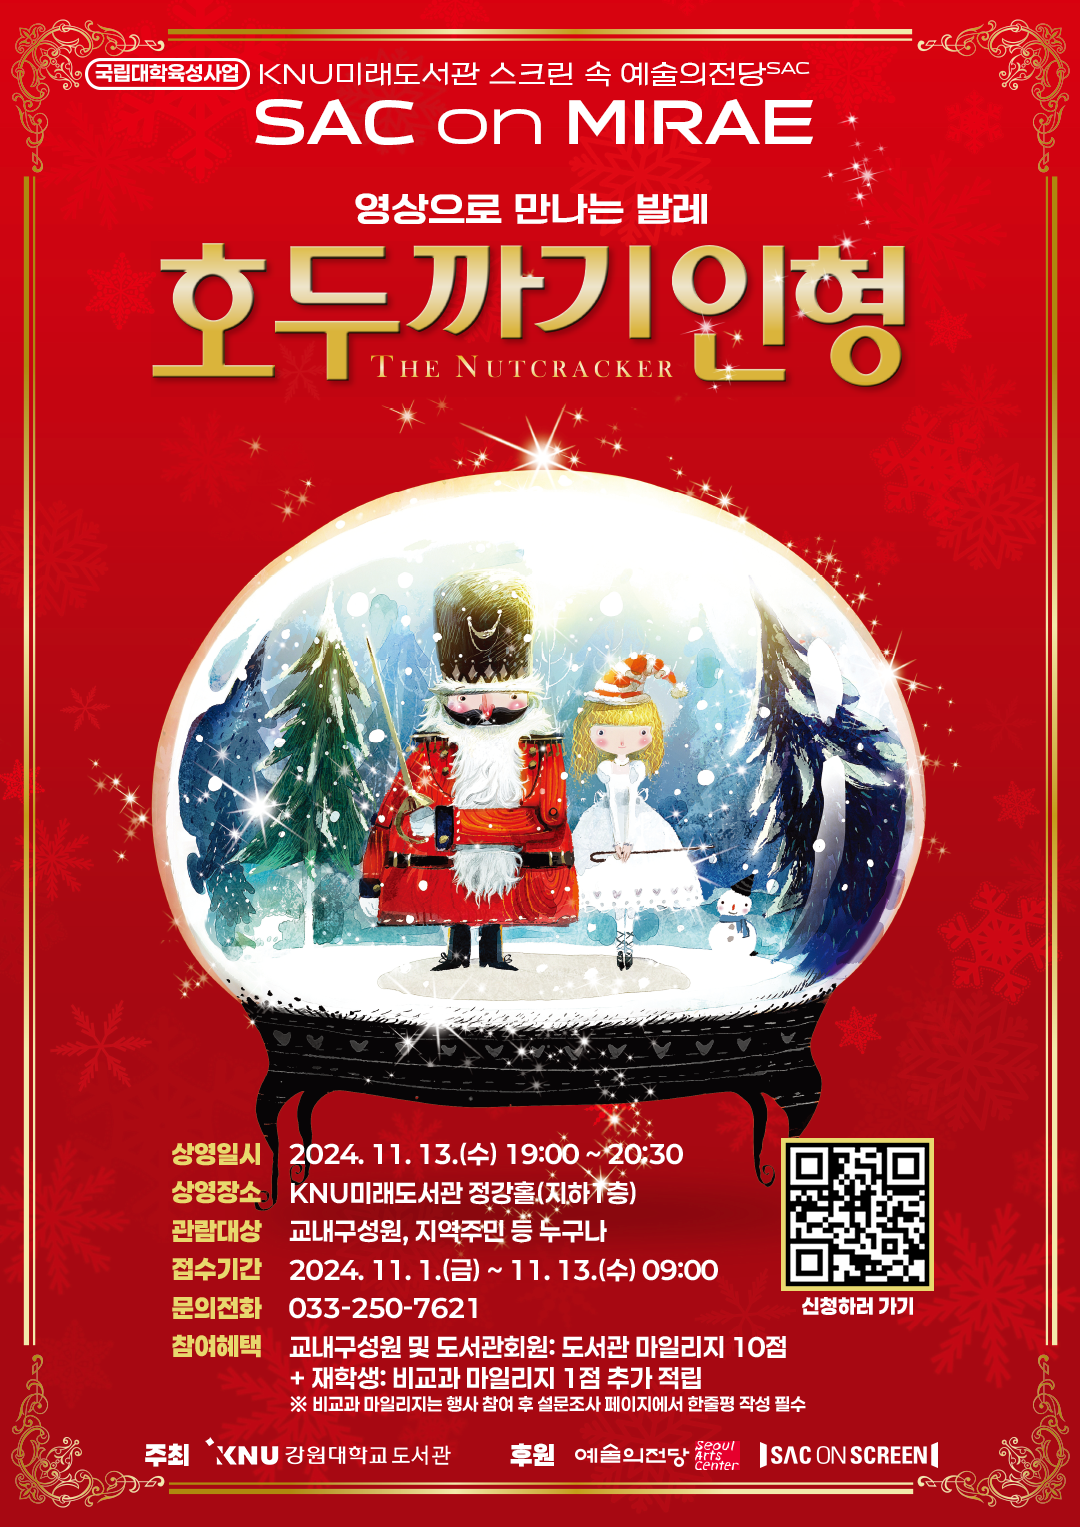 국립대학육성사업 KNU미래도서관 스크린 속 예술의전당SAC
SAC on MIRAE
영상으로 만나는 발레
호두까기인형
THE NUTCRACKER
상영일시 2024. 11. 13.(수) 19:00 ~ 20:30
상영장소 KNU미래도서관 정강홀(지하1층)
관람대상 교내구성원, 지역주민 등 누구나
접수기간 2024. 11. 1.(금) ~ 11. 13.(수) 09:00
문의전화 033-250-7621
참여혜택 교내구성원 및 도서관회원: 도서관 마일리지 10점
+ 재학생: 비교과 마일리지 1점 추가 적립
※ 비교과 마일리지는 행사 참여 후 설문조사 페이지에서 한줄평 작성 필수
신청하러 가기
주최 KNU 강원대학교 도서관 후원 예술의전당 Seoul Arts Center SAC ON SCREEN